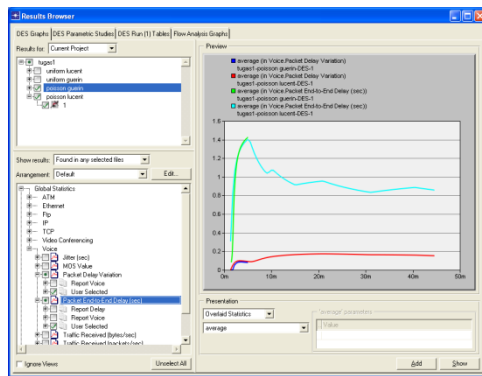 Results Browser
DES Graphs
DES Parametric Studies
DES Run (1) Tables
Flow Analysis Graphs
Results for:
Current Project
tugas1
uniform lucent
uniform guerin
poisson guerin
poisson lucent
1
Show results:
Found in any selected files
Arrangement:
Default
Edit...
Global Statistics
ATM
Ethernet
Ftp
IP
TCP
Video Conferencing
Voice
Jitter (sec)
MOS Value
Packet Delay Variation
Report Voice
User Selected
Packet End-to-End Delay (sec)
Report Delay
Report Voice
User Selected
Traffic Received (bytes/sec)
Traffic Received (packets/sec)
Ignore Views
Unselect All
Preview
average (in Voice.Packet Delay Variation)
tugas1-poisson guerin-DES-1
average (in Voice.Packet Delay Variation)
tugas1-poisson lucent-DES-1
average (in Voice.Packet End-to-End Delay (sec))
tugas1-poisson guerin-DES-1
average (in Voice.Packet End-to-End Delay (sec))
tugas1-poisson lucent-DES-1
1.6
1.4
1.2
1
0.8
0.6
0.4
0.2
0
0m
10m
20m
30m
40m
50m
Presentation
Overlaid Statistics
average
'average' parameters
Value
Add
Show